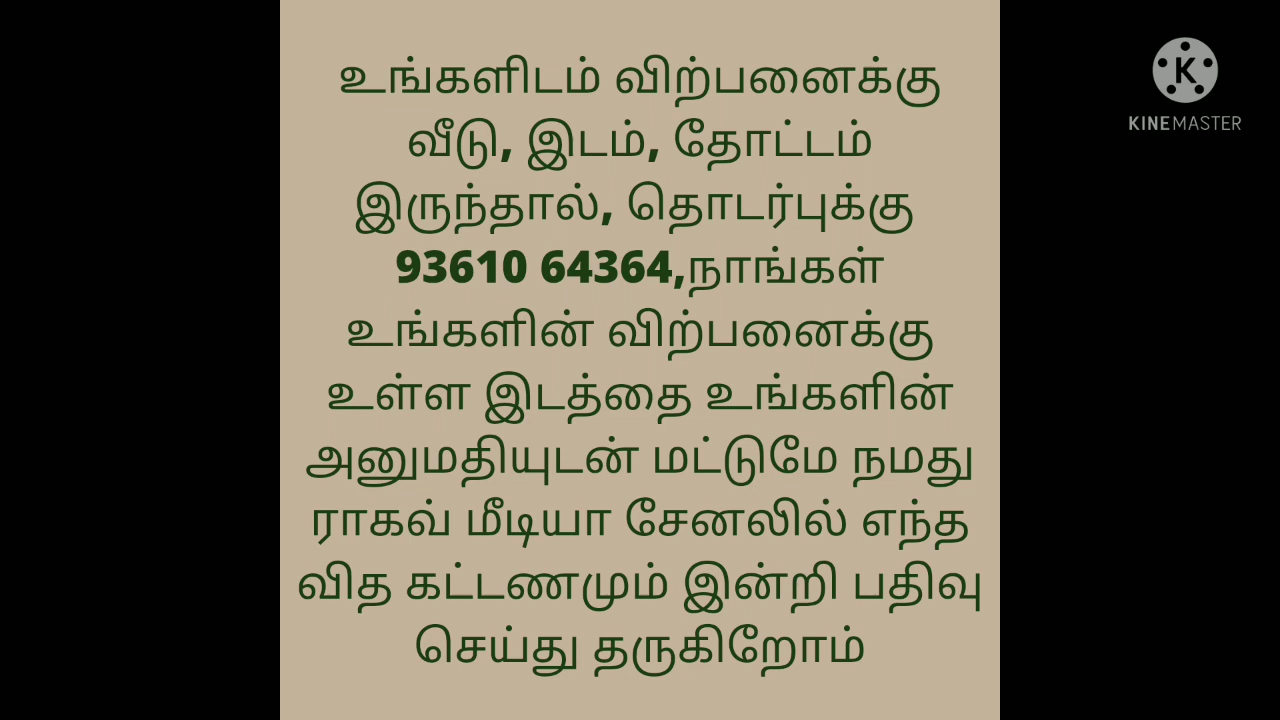 உங்களிடம் விற்பனைக்கு
வீடு, இடம், தோட்டம்
இருந்தால், தொடர்புக்கு
93610 64364,நாங்கள்
உங்களின் விற்பனைக்கு
உள்ள இடத்தை உங்களின்
அனுமதியுடன் மட்டுமே நமது
ராகவ் மீடியா சேனலில் எந்த
வித கட்டணமும் இன்றி பதிவு
செய்து தருகிறோம்
K
KINEMASTER